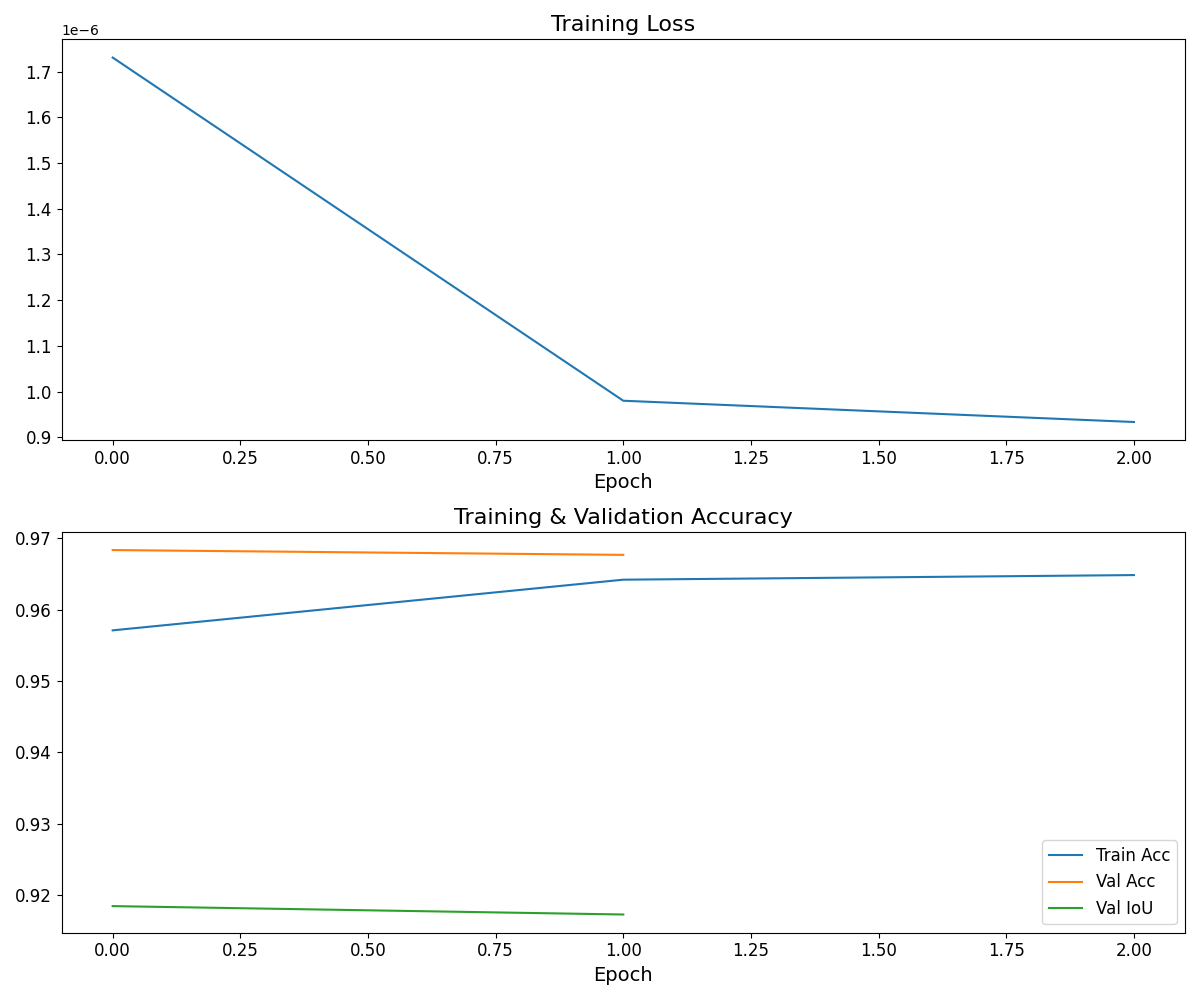 Training Loss
1e−6
1.7
1.6
1.5
1.4
1.3
1.2
1.1
1.0
0.9
0.00 0.25 0.50 0.75 1.00 1.25 1.50 1.75 2.00
Epoch
Training & Validation Accuracy
0.97
0.96
0.95
0.94
0.93
0.92
Train Acc
Val Acc
Val IoU
0.00 0.25 0.50 0.75 1.00 1.25 1.50 1.75 2.00
Epoch